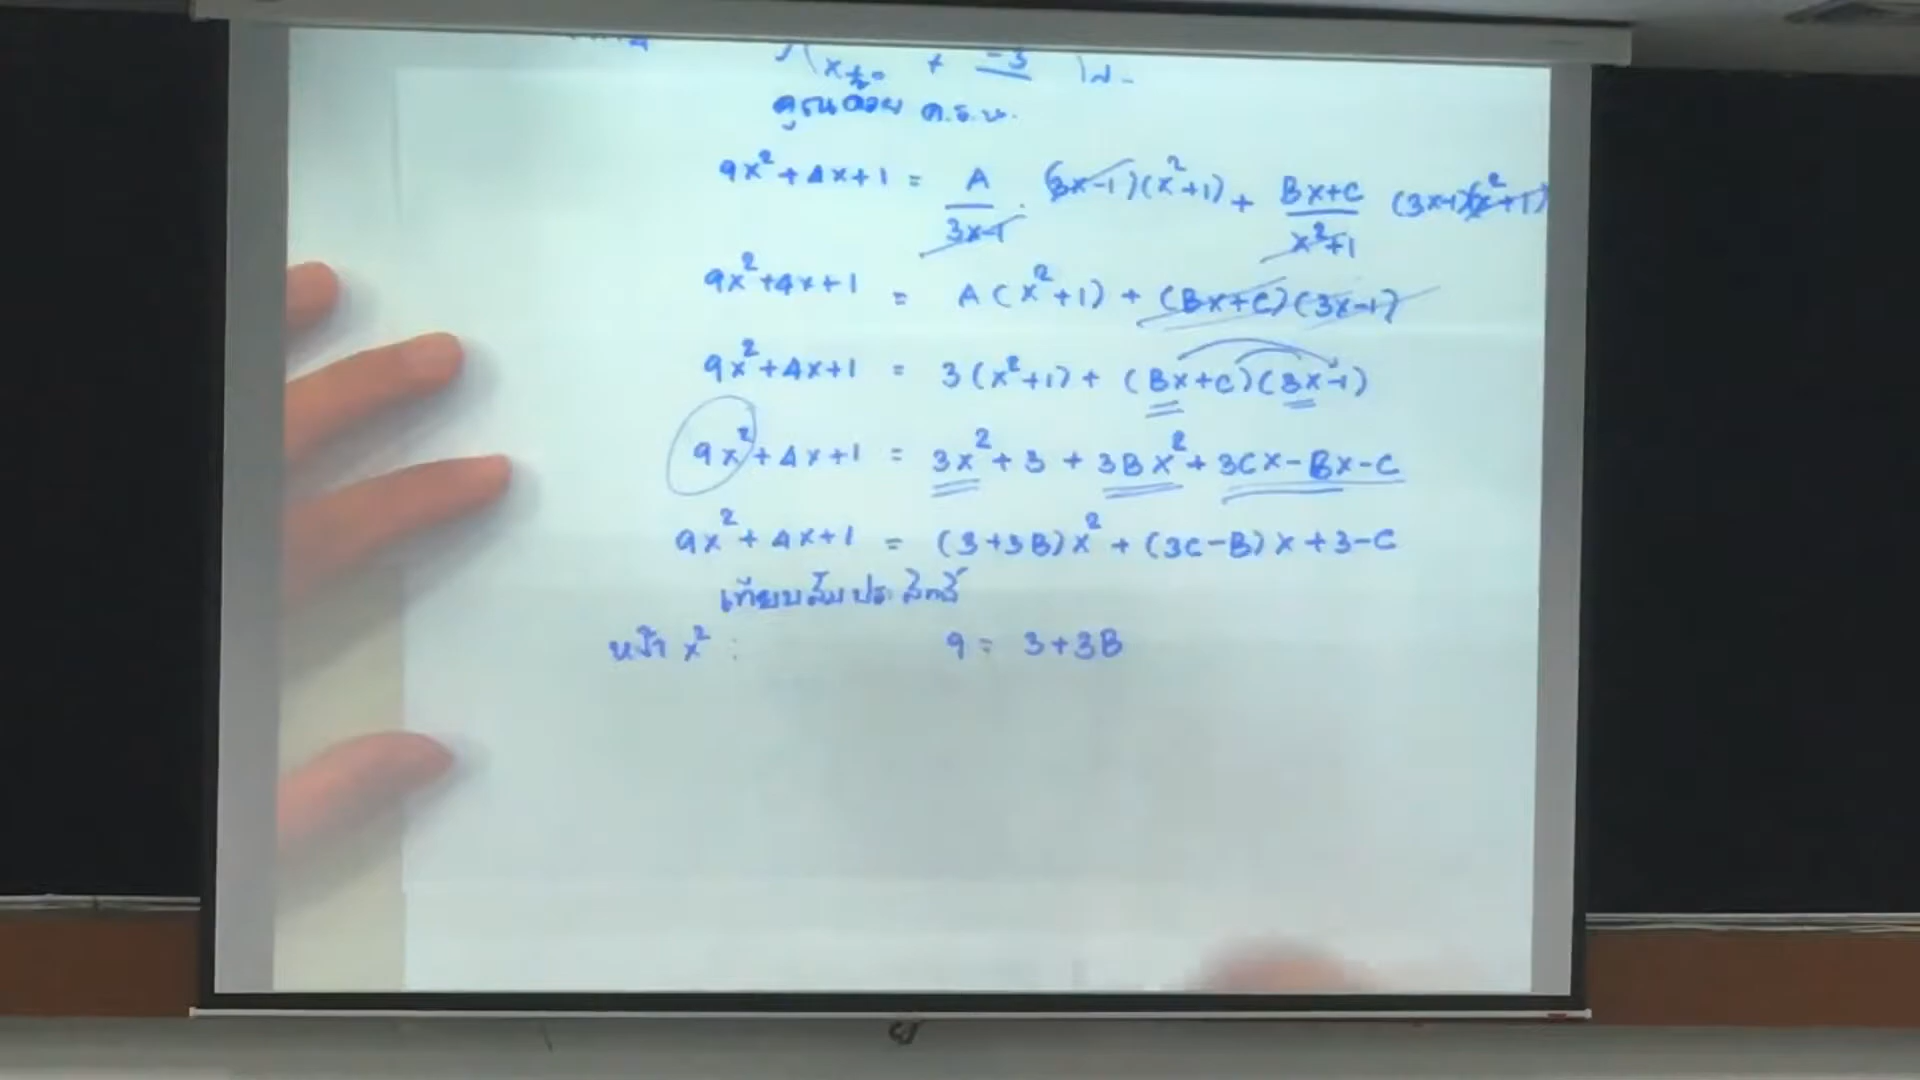 คูณด้วย ค.ร.น.
9x²+4x+1 = A/3x-1 · (3x-1)(x²+1) + Bx+C/x²+1 (3x-1)(x²+1)
9x²+4x+1 = A(x²+1) + (Bx+C)(3x-1)
9x²+4x+1 = 3(x²+1) + (Bx+C)(3x-1)
9x²+4x+1 = 3x²+3+3Bx²+3Cx-Bx-C
9x²+4x+1 = (3+3B)x²+(3C-B)x+3-C
เทียบสัมประสิทธิ์
หน้า x² : 9 = 3+3B